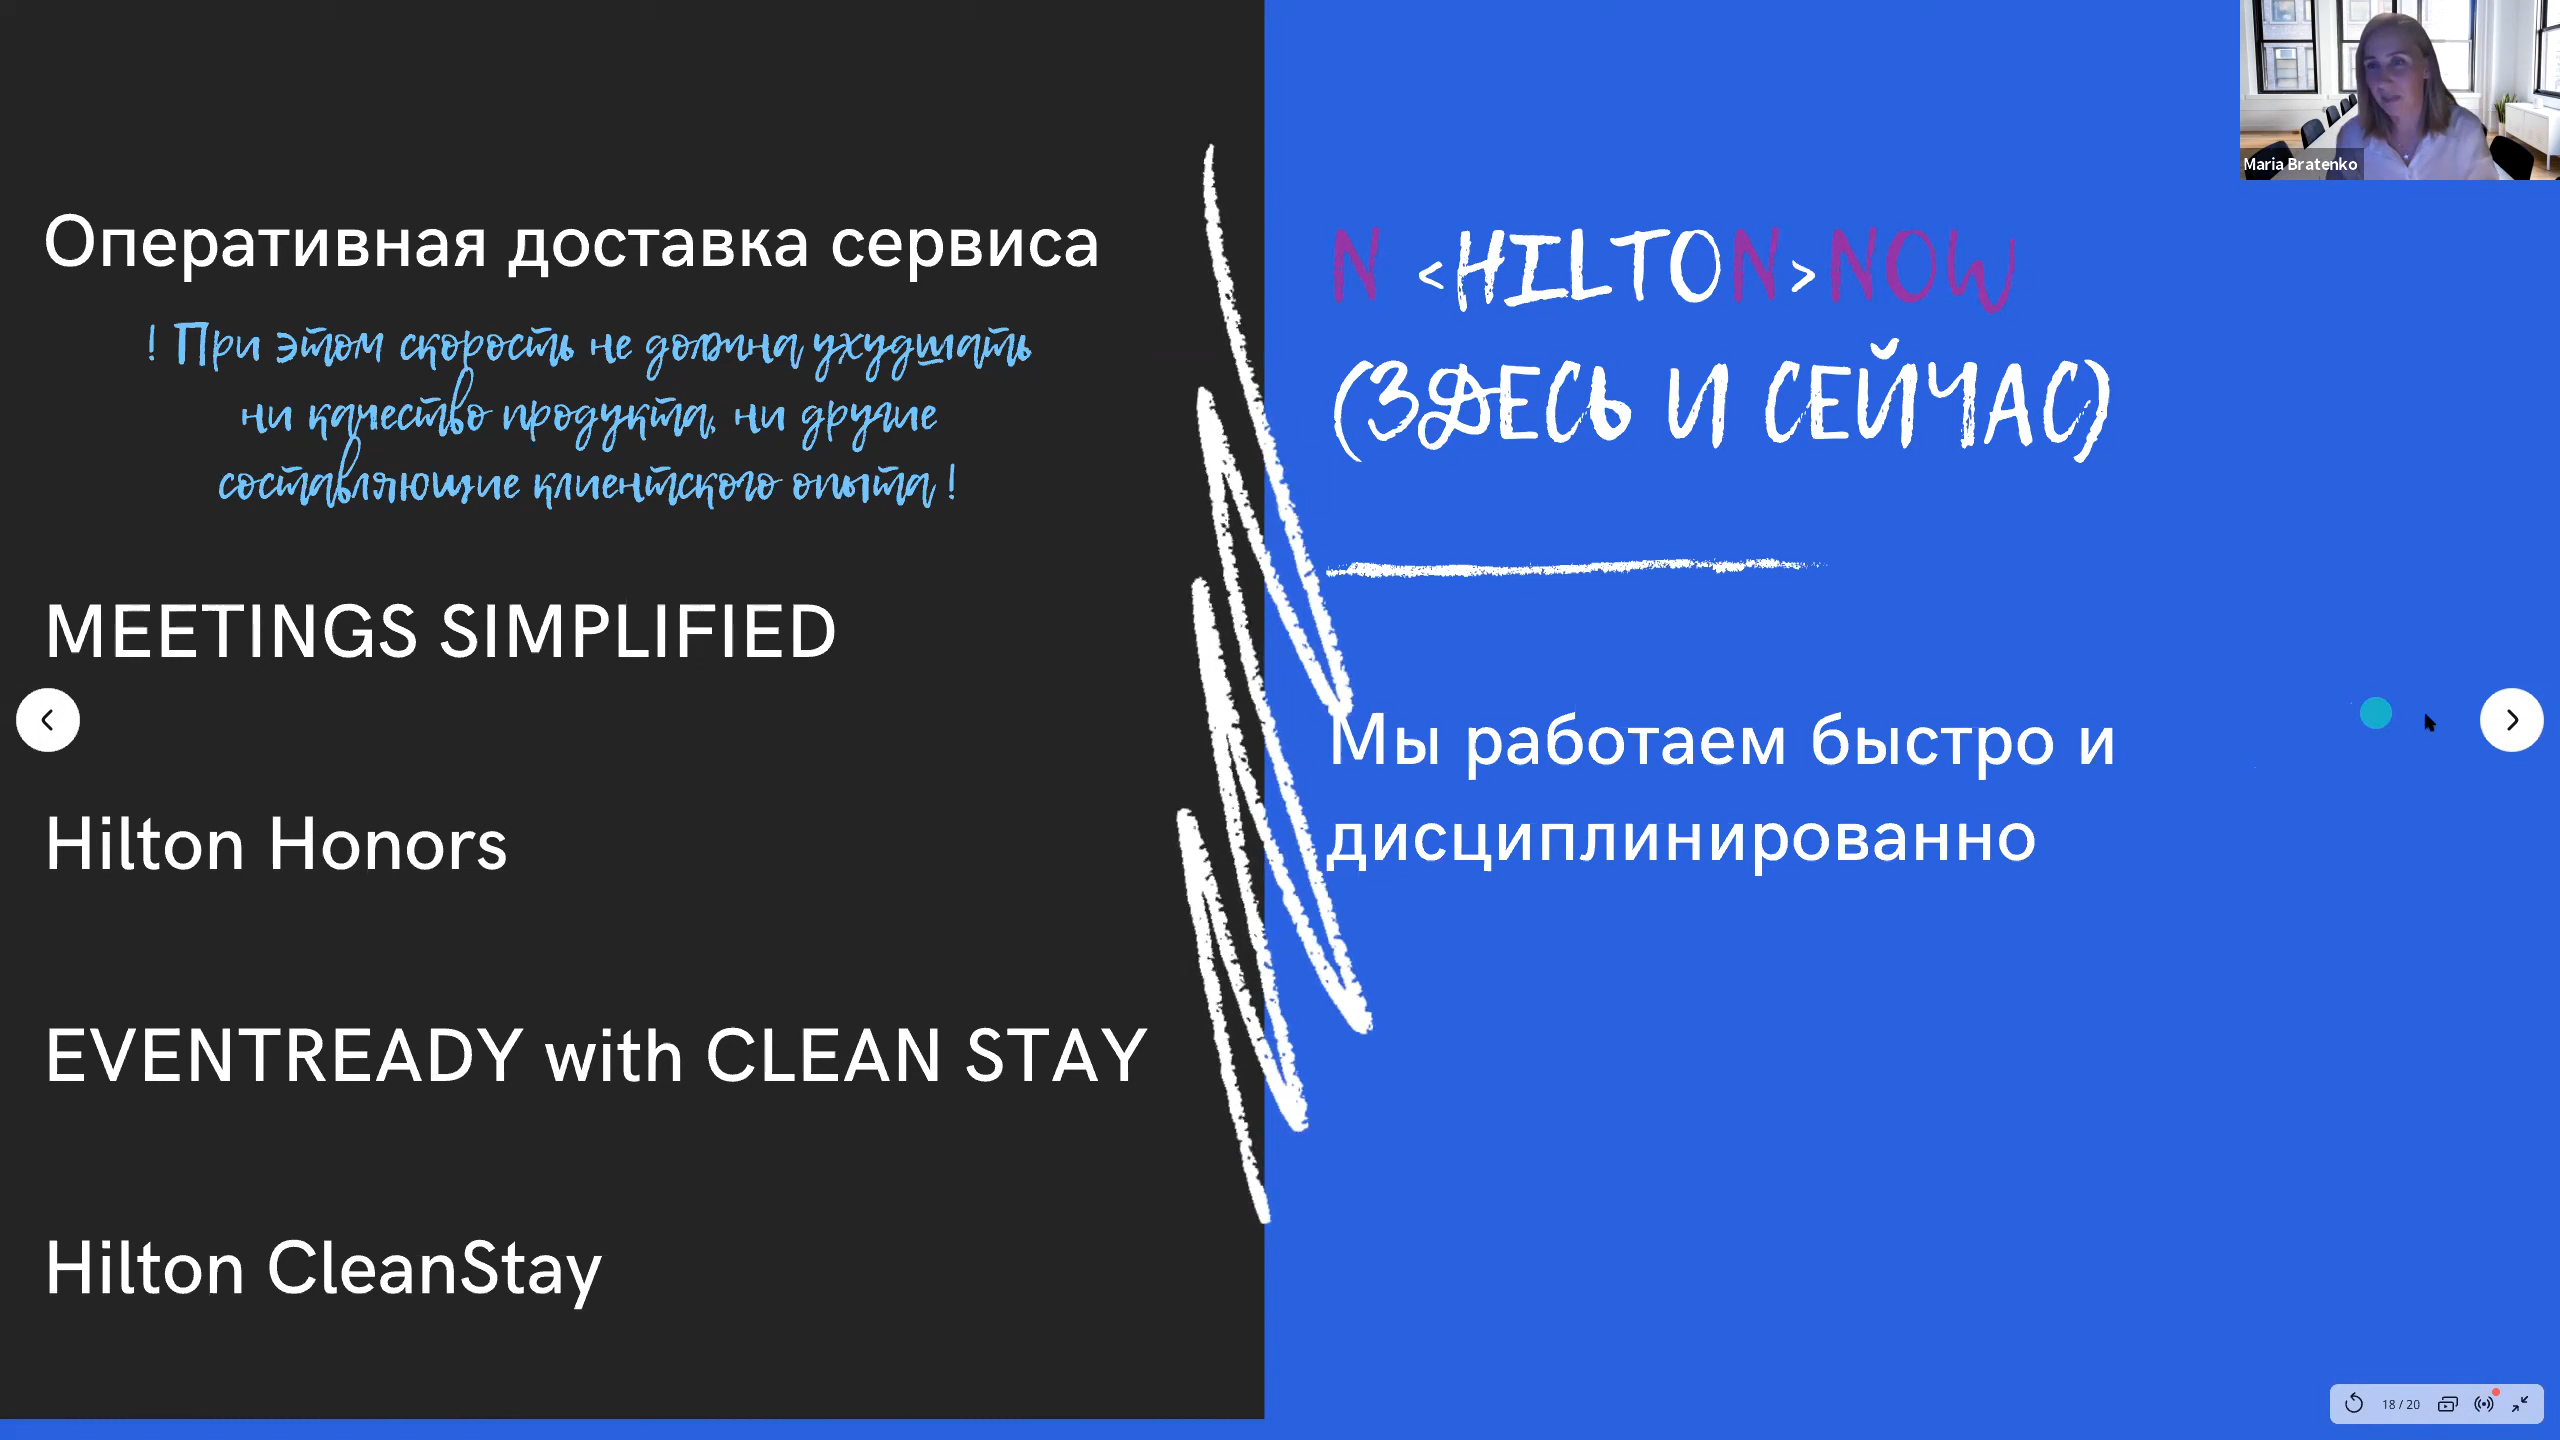 Оперативная доставка сервиса
! При этом скорость не должна ухудшать
ни качество продукта, ни другие
составляющие клиентского опыта !
MEETINGS SIMPLIFIED
Hilton Honors
EVENTREADY with CLEAN STAY
Hilton CleanStay
N <HILTON> NOW
(ЗДЕСЬ И СЕЙЧАС)
Мы работаем быстро и
дисциплинированно
Maria Bratenko
18 / 20